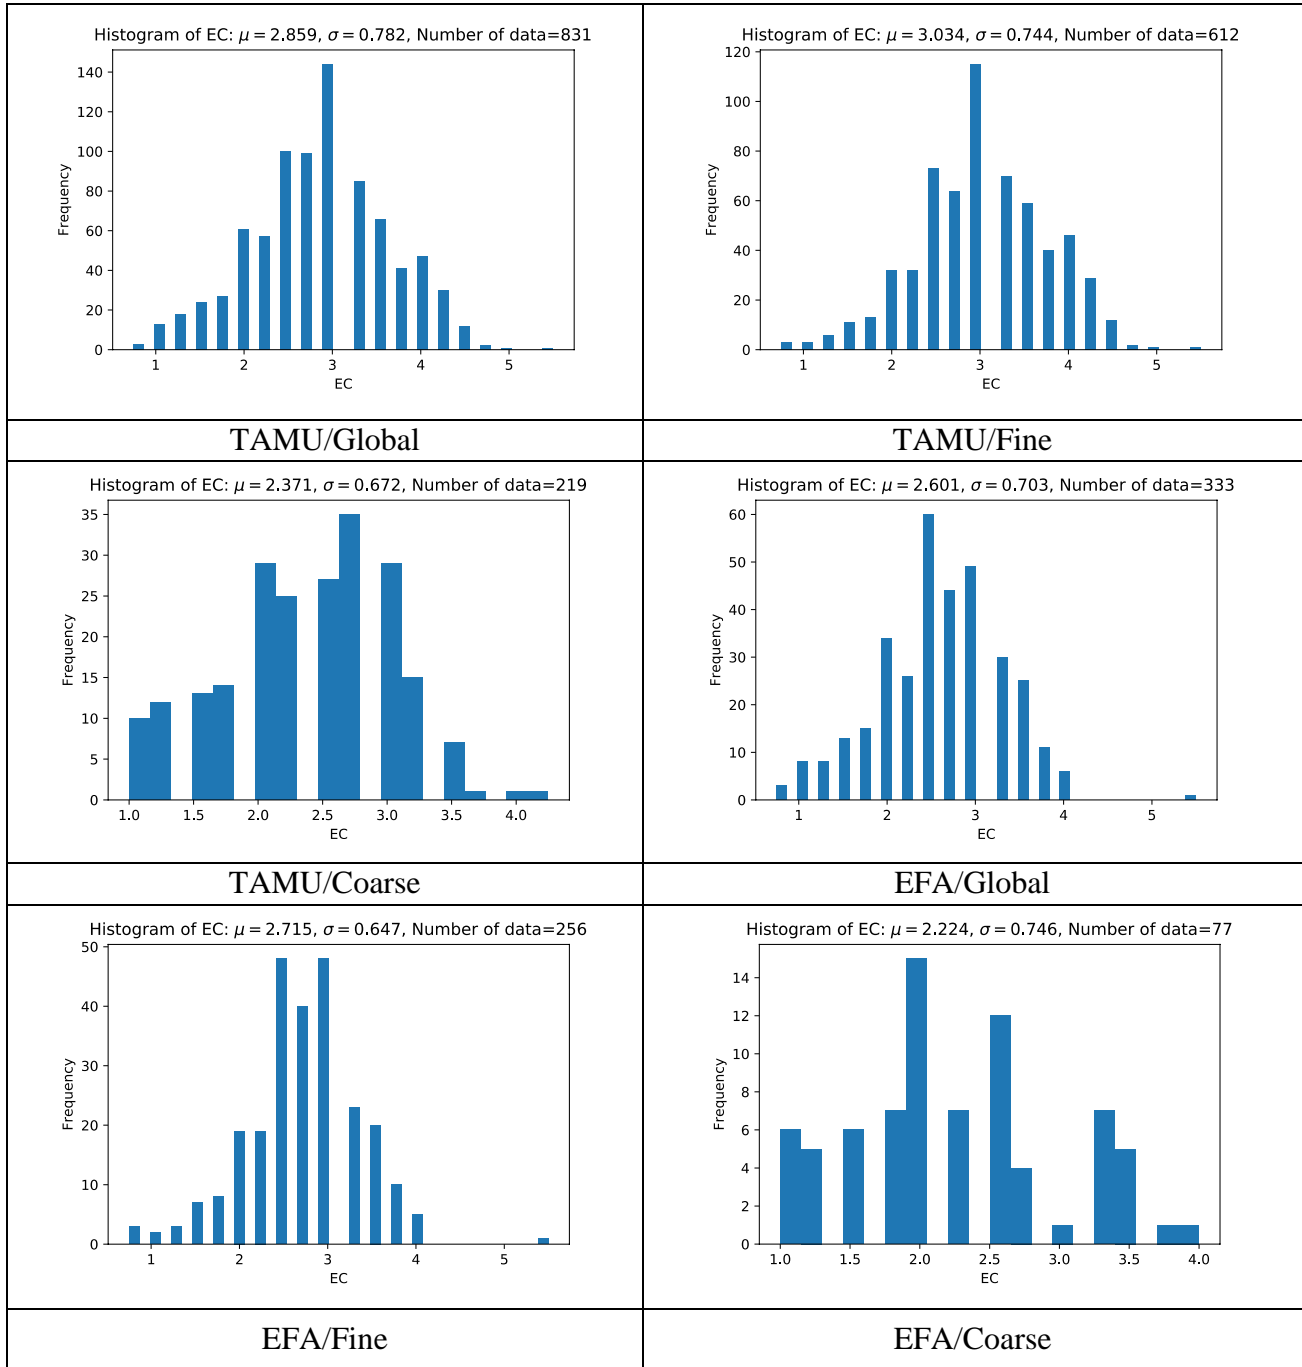 Histogram of EC: μ = 2.859, σ = 0.782, Number of data=831
140
120
100
80
60
40
20
0
Frequency
1 2 3 4 5
EC
TAMU/Global
Histogram of EC: μ = 3.034, σ = 0.744, Number of data=612
120
100
80
60
40
20
0
Frequency
1 2 3 4 5
EC
TAMU/Fine
Histogram of EC: μ = 2.371, σ = 0.672, Number of data=219
35
30
25
20
15
10
5
0
Frequency
1.0 1.5 2.0 2.5 3.0 3.5 4.0
EC
TAMU/Coarse
Histogram of EC: μ = 2.601, σ = 0.703, Number of data=333
60
50
40
30
20
10
0
Frequency
1 2 3 4 5
EC
EFA/Global
Histogram of EC: μ = 2.715, σ = 0.647, Number of data=256
50
40
30
20
10
0
Frequency
1 2 3 4 5
EC
EFA/Fine
Histogram of EC: μ = 2.224, σ = 0.746, Number of data=77
14
12
10
8
6
4
2
0
Frequency
1.0 1.5 2.0 2.5 3.0 3.5 4.0
EC
EFA/Coarse